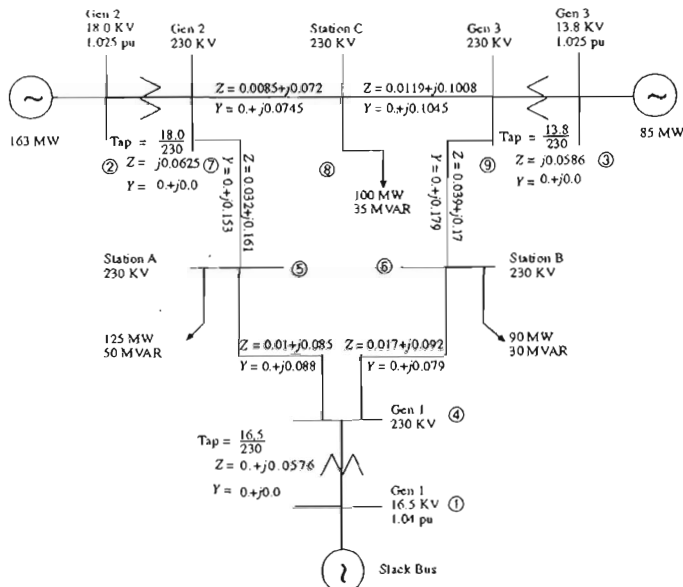 Gen 2
18.0 KV
1.025 pu
Gen 2
230 KV
Station C
230 KV
Gen 3
230 KV
Gen 3
13.8 KV
1.025 pu
Z = 0.0085+j0.072
Y = 0.+j0.0745
Z = 0.0119+j0.1008
Y = 0.+j0.1045
~
163 MW
~
85 MW
Tap = 18.0/230
② Z = j0.0625 ⑦
Y = 0.+j0.0
Tap = 13.8/230
⑨ Z = j0.0586 ③
Y = 0.+j0.0
⑧
100 MW
35 MVAR
Z = 0.032+j0.161
Y = 0.+j0.153
Z = 0.039+j0.17
Y = 0.+j0.179
Station A
230 KV
⑤
⑥
Station B
230 KV
125 MW
50 MVAR
90 MW
30 MVAR
Z = 0.01+j0.085
Y = 0.+j0.088
Z = 0.017+j0.092
Y = 0.+j0.079
Gen 1 ④
230 KV
Tap = 16.5/230
Z = 0.+j0.0576
Y = 0.+j0.0
Gen 1
16.5 KV ①
1.04 pu
~
Slack Bus